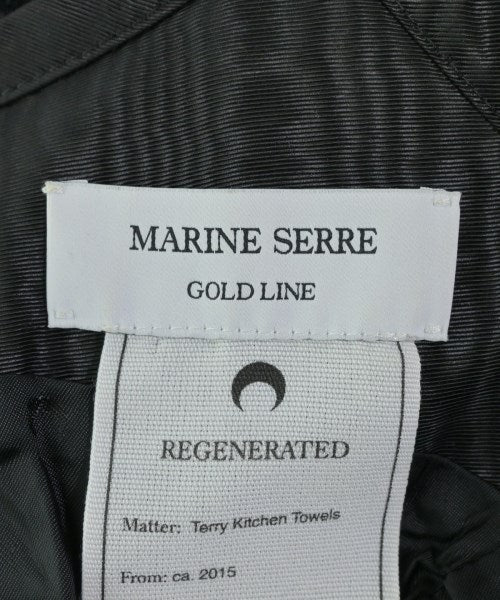 MARINE SERRE
GOLD LINE
REGENERATED
Matter: Terry Kitchen Towels
From: ca. 2015